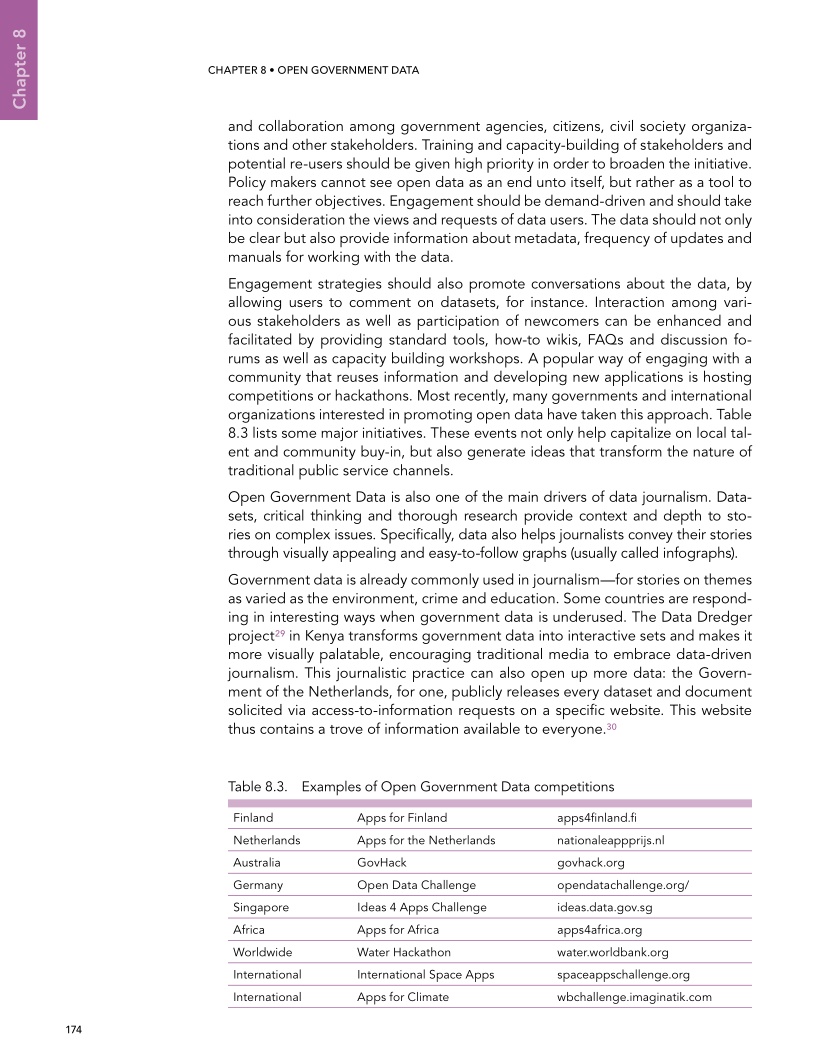 Chapter 8
CHAPTER 8 • OPEN GOVERNMENT DATA
and collaboration among government agencies, citizens, civil society organiza-
tions and other stakeholders. Training and capacity-building of stakeholders and
potential re-users should be given high priority in order to broaden the initiative.
Policy makers cannot see open data as an end unto itself, but rather as a tool to
reach further objectives. Engagement should be demand-driven and should take
into consideration the views and requests of data users. The data should not only
be clear but also provide information about metadata, frequency of updates and
manuals for working with the data.
Engagement strategies should also promote conversations about the data, by
allowing users to comment on datasets, for instance. Interaction among vari-
ous stakeholders as well as participation of newcomers can be enhanced and
facilitated by providing standard tools, how-to wikis, FAQs and discussion fo-
rums as well as capacity building workshops. A popular way of engaging with a
community that reuses information and developing new applications is hosting
competitions or hackathons. Most recently, many governments and international
organizations interested in promoting open data have taken this approach. Table
8.3 lists some major initiatives. These events not only help capitalize on local tal-
ent and community buy-in, but also generate ideas that transform the nature of
traditional public service channels.
Open Government Data is also one of the main drivers of data journalism. Data-
sets, critical thinking and thorough research provide context and depth to sto-
ries on complex issues. Specifically, data also helps journalists convey their stories
through visually appealing and easy-to-follow graphs (usually called infographs).
Government data is already commonly used in journalism—for stories on themes
as varied as the environment, crime and education. Some countries are respond-
ing in interesting ways when government data is underused. The Data Dredger
project29 in Kenya transforms government data into interactive sets and makes it
more visually palatable, encouraging traditional media to embrace data-driven
journalism. This journalistic practice can also open up more data: the Govern-
ment of the Netherlands, for one, publicly releases every dataset and document
solicited via access-to-information requests on a specific website. This website
thus contains a trove of information available to everyone.30
Table 8.3. Examples of Open Government Data competitions
Finland Apps for Finland apps4finland.fi
Netherlands Apps for the Netherlands nationaleappprijs.nl
Australia GovHack govhack.org
Germany Open Data Challenge opendatachallenge.org/
Singapore Ideas 4 Apps Challenge ideas.data.gov.sg
Africa Apps for Africa apps4africa.org
Worldwide Water Hackathon water.worldbank.org
International International Space Apps spaceappschallenge.org
International Apps for Climate wbchallenge.imaginatik.com
174